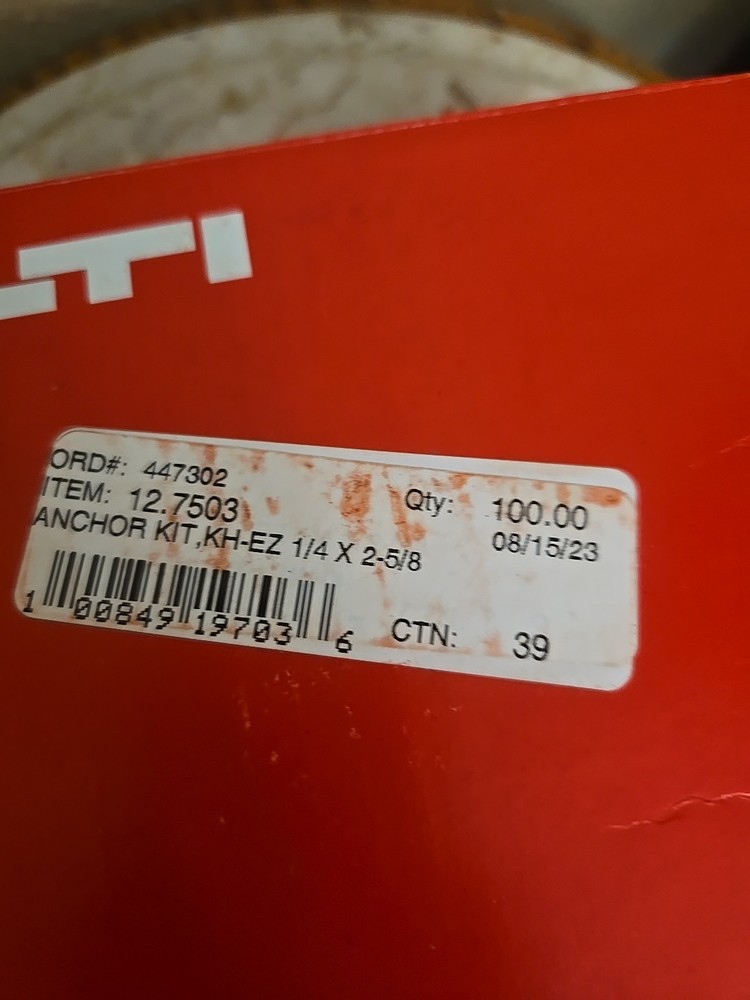 LTI
ORD#: 447302
ITEM: 12.7503 Qty: 100.00
ANCHOR KIT,KH-EZ 1/4 X 2-5/8 08/15/23
1 00849 19703 6 CTN: 39